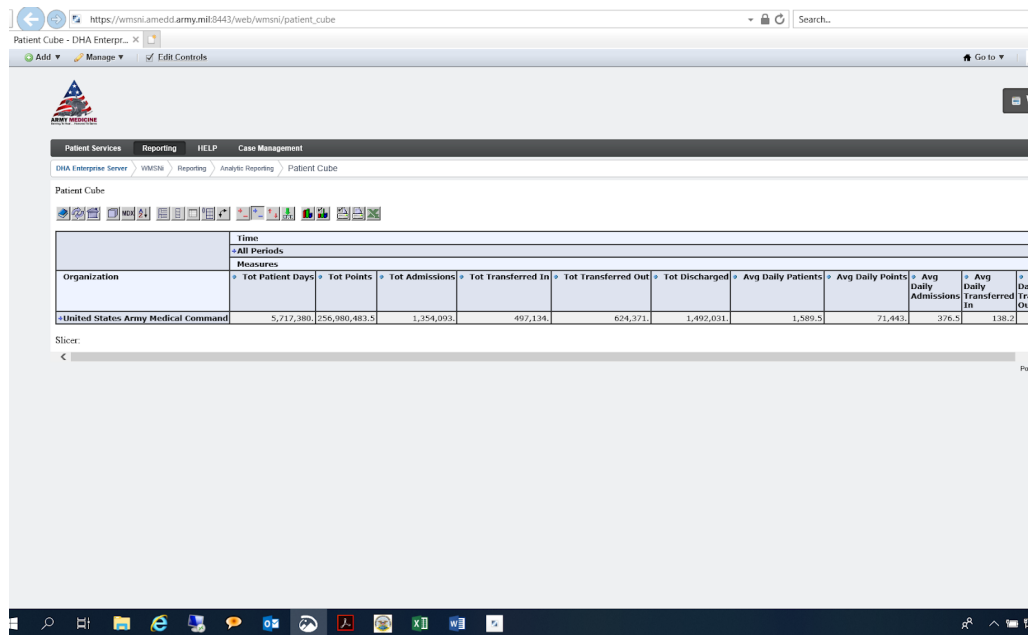 https://wmsni.amedd.army.mil:8443/web/wmsni/patient_cube
Search...
Patient Cube - DHA Enterpr...
Add Manage Edit Controls Go to
ARMY MEDICINE
Patient Services Reporting HELP Case Management
DHA Enterprise Server WMSNi Reporting Analytic Reporting Patient Cube
Patient Cube
MDX
Time
+All Periods
Measures
Organization Tot Patient Days Tot Points Tot Admissions Tot Transferred In Tot Transferred Out Tot Discharged Avg Daily Patients Avg Daily Points Avg Daily Admissions Avg Daily Transferred In
+United States Army Medical Command 5,717,380. 256,980,483.5 1,354,093. 497,134. 624,371. 1,492,031. 1,589.5 71,443. 376.5 138.2
Slicer: